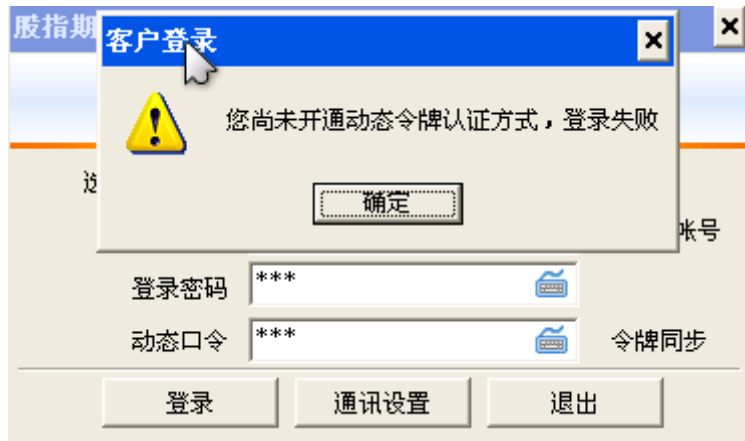 股指期
客户登录
您尚未开通动态令牌认证方式，登录失败
确定
帐号
登录密码 ***
动态口令 *** 令牌同步
登录 通讯设置 退出